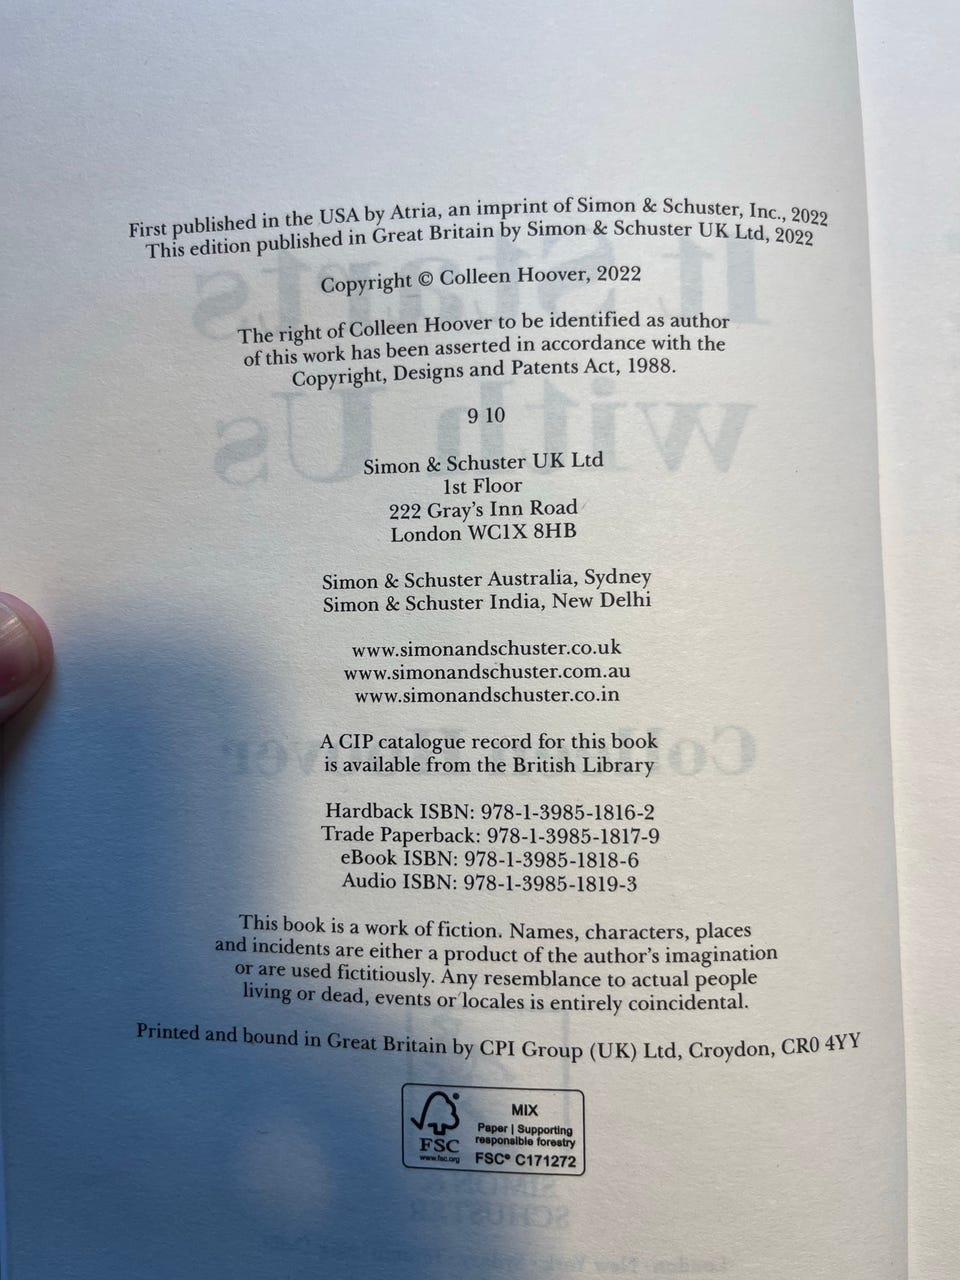 First published in the USA by Atria, an imprint of Simon & Schuster, Inc., 2022
This edition published in Great Britain by Simon & Schuster UK Ltd, 2022
Copyright © Colleen Hoover, 2022
The right of Colleen Hoover to be identified as author
of this work has been asserted in accordance with the
Copyright, Designs and Patents Act, 1988.
9 10
Simon & Schuster UK Ltd
1st Floor
222 Gray's Inn Road
London WC1X 8HB
Simon & Schuster Australia, Sydney
Simon & Schuster India, New Delhi
www.simonandschuster.co.uk
www.simonandschuster.com.au
www.simonandschuster.co.in
A CIP catalogue record for this book
is available from the British Library
Hardback ISBN: 978-1-3985-1816-2
Trade Paperback: 978-1-3985-1817-9
eBook ISBN: 978-1-3985-1818-6
Audio ISBN: 978-1-3985-1819-3
This book is a work of fiction. Names, characters, places
and incidents are either a product of the author's imagination
or are used fictitiously. Any resemblance to actual people
living or dead, events or locales is entirely coincidental.
Printed and bound in Great Britain by CPI Group (UK) Ltd, Croydon, CR0 4YY
FSC
www.fsc.org
MIX
Paper | Supporting
responsible forestry
FSC® C171272
It Starts
with Us
Colleen Hoover
SIMON &
SCHUSTER